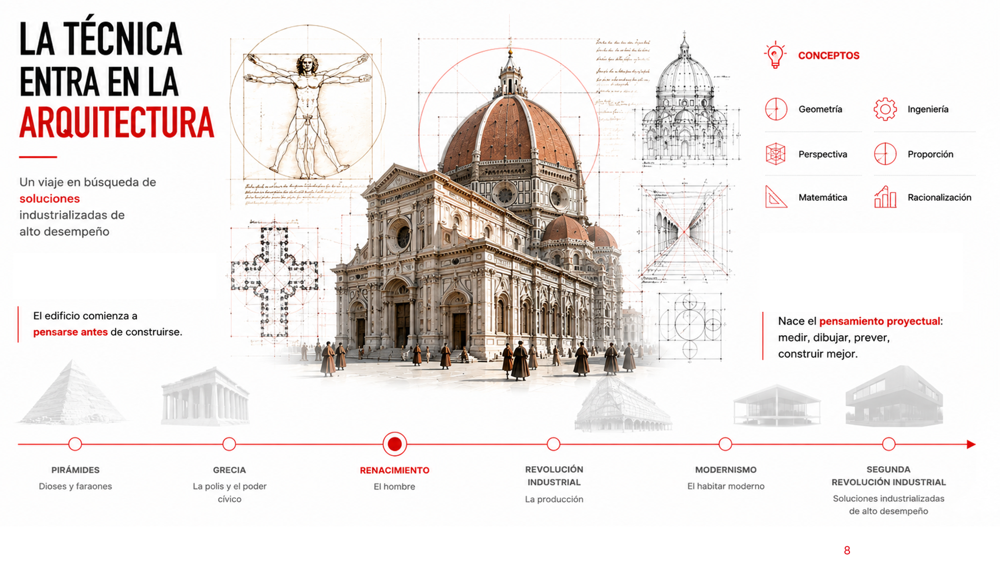 LA TÉCNICA
ENTRA EN LA
ARQUITECTURA
Un viaje en búsqueda de
soluciones
industrializadas de
alto desempeño
El edificio comienza a
pensarse antes de construirse.
CONCEPTOS
Geometría
Ingeniería
Perspectiva
Proporción
Matemática
Racionalización
Nace el pensamiento proyectual:
medir, dibujar, prever,
construir mejor.
PIRÁMIDES
Dioses y faraones
GRECIA
La polis y el poder
cívico
RENACIMIENTO
El hombre
REVOLUCIÓN
INDUSTRIAL
La producción
MODERNISMO
El habitar moderno
SEGUNDA
REVOLUCIÓN INDUSTRIAL
Soluciones industrializadas
de alto desempeño
8